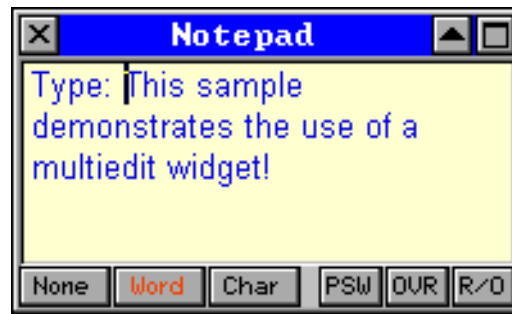 Notepad
Type: This sample
demonstrates the use of a
multiedit widget!
None Word Char PSW OVR R/O